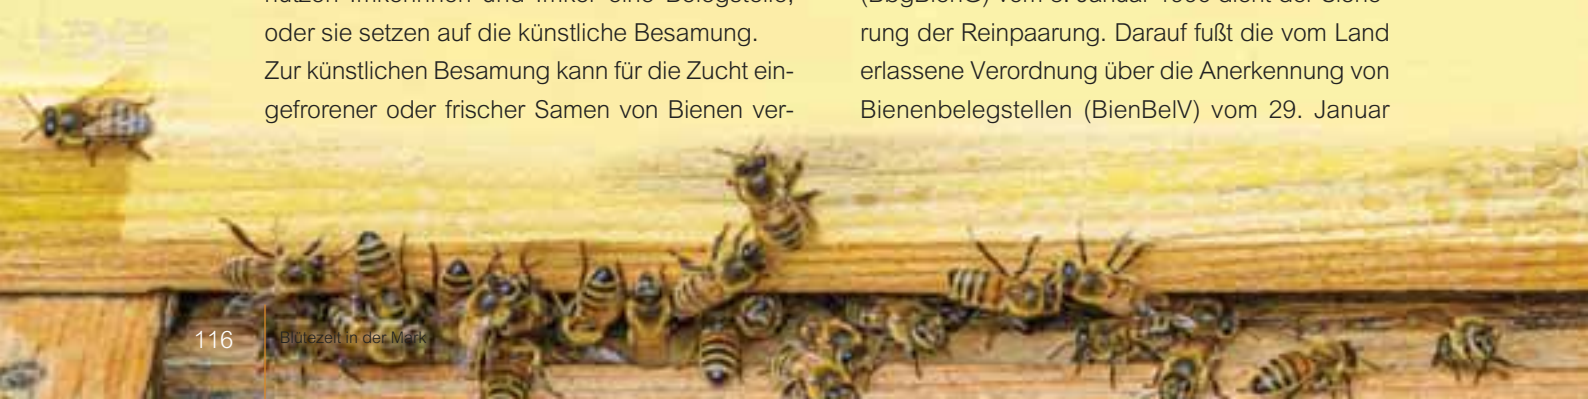 oder sie setzen auf die künstliche Besamung.
Zur künstlichen Besamung kann für die Zucht ein-
gefrorener oder frischer Samen von Bienen ver-
rung der Reinpaarung. Darauf fußt die vom Land
erlassene Verordnung über die Anerkennung von
Bienenbelegstellen (BienBelV) vom 29. Januar
116
Blütezeit in der Mark